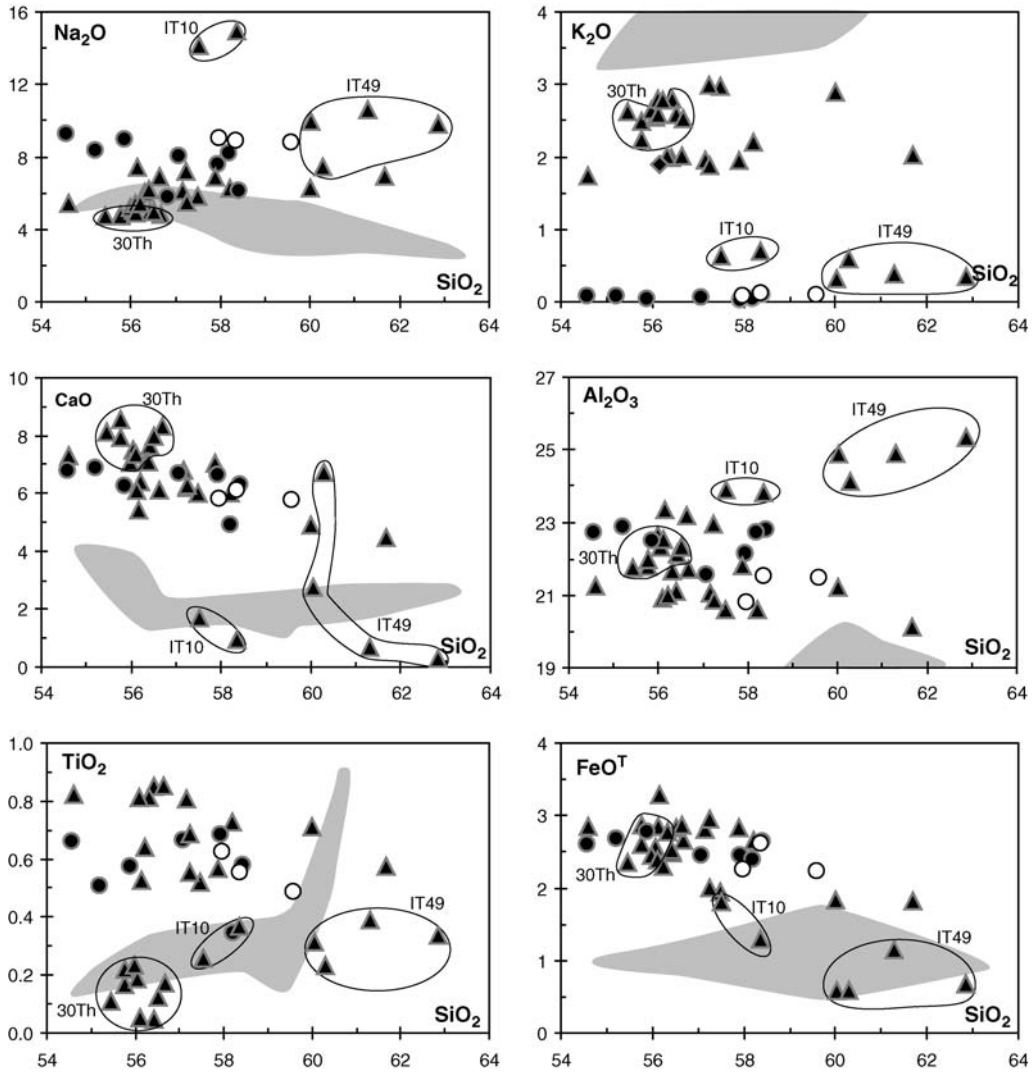 16
12
8
4
0
Na₂O
IT10
IT49
30Th
SiO₂
54 56 58 60 62 64
4
3
2
1
0
K₂O
30Th
IT10
IT49
SiO₂
54 56 58 60 62 64
10
8
6
4
2
0
CaO
30Th
IT10
IT49
SiO₂
54 56 58 60 62 64
27
25
23
21
19
Al₂O₃
IT49
IT10
30Th
SiO₂
54 56 58 60 62 64
1.0
0.8
0.6
0.4
0.2
0.0
TiO₂
IT10
IT49
30Th
SiO₂
54 56 58 60 62 64
4
3
2
1
0
FeOᵀ
30Th
IT10
IT49
SiO₂
54 56 58 60 62 64